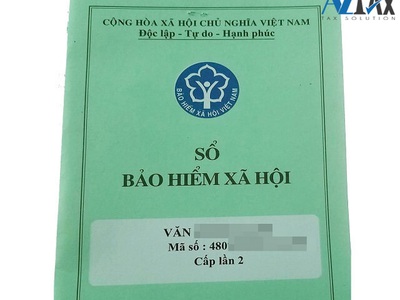 AZTAX
TAX SOLUTION
CỘNG HÒA XÃ HỘI CHỦ NGHĨA VIỆT NAM
Độc lập - Tự do - Hạnh phúc
BẢO HIỂM XÃ HỘI VIỆT NAM
SỔ
BẢO HIỂM XÃ HỘI
VĂN
Mã số : 480
Cấp lần 2